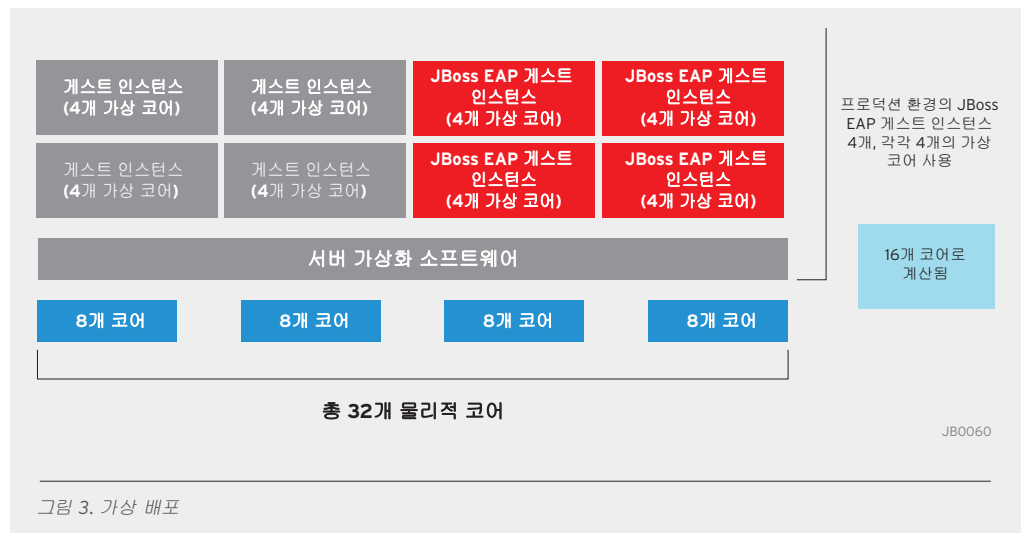 게스트 인스턴스
(4개 가상 코어)
게스트 인스턴스
(4개 가상 코어)
JBoss EAP 게스트
인스턴스
(4개 가상 코어)
JBoss EAP 게스트
인스턴스
(4개 가상 코어)
게스트 인스턴스
(4개 가상 코어)
게스트 인스턴스
(4개 가상 코어)
JBoss EAP 게스트
인스턴스
(4개 가상 코어)
JBoss EAP 게스트
인스턴스
(4개 가상 코어)
프로덕션 환경의 JBoss
EAP 게스트 인스턴스
4개, 각각 4개의 가상
코어 사용
서버 가상화 소프트웨어
16개 코어로
계산됨
8개 코어
8개 코어
8개 코어
8개 코어
총 32개 물리적 코어
JB0060
그림 3. 가상 배포